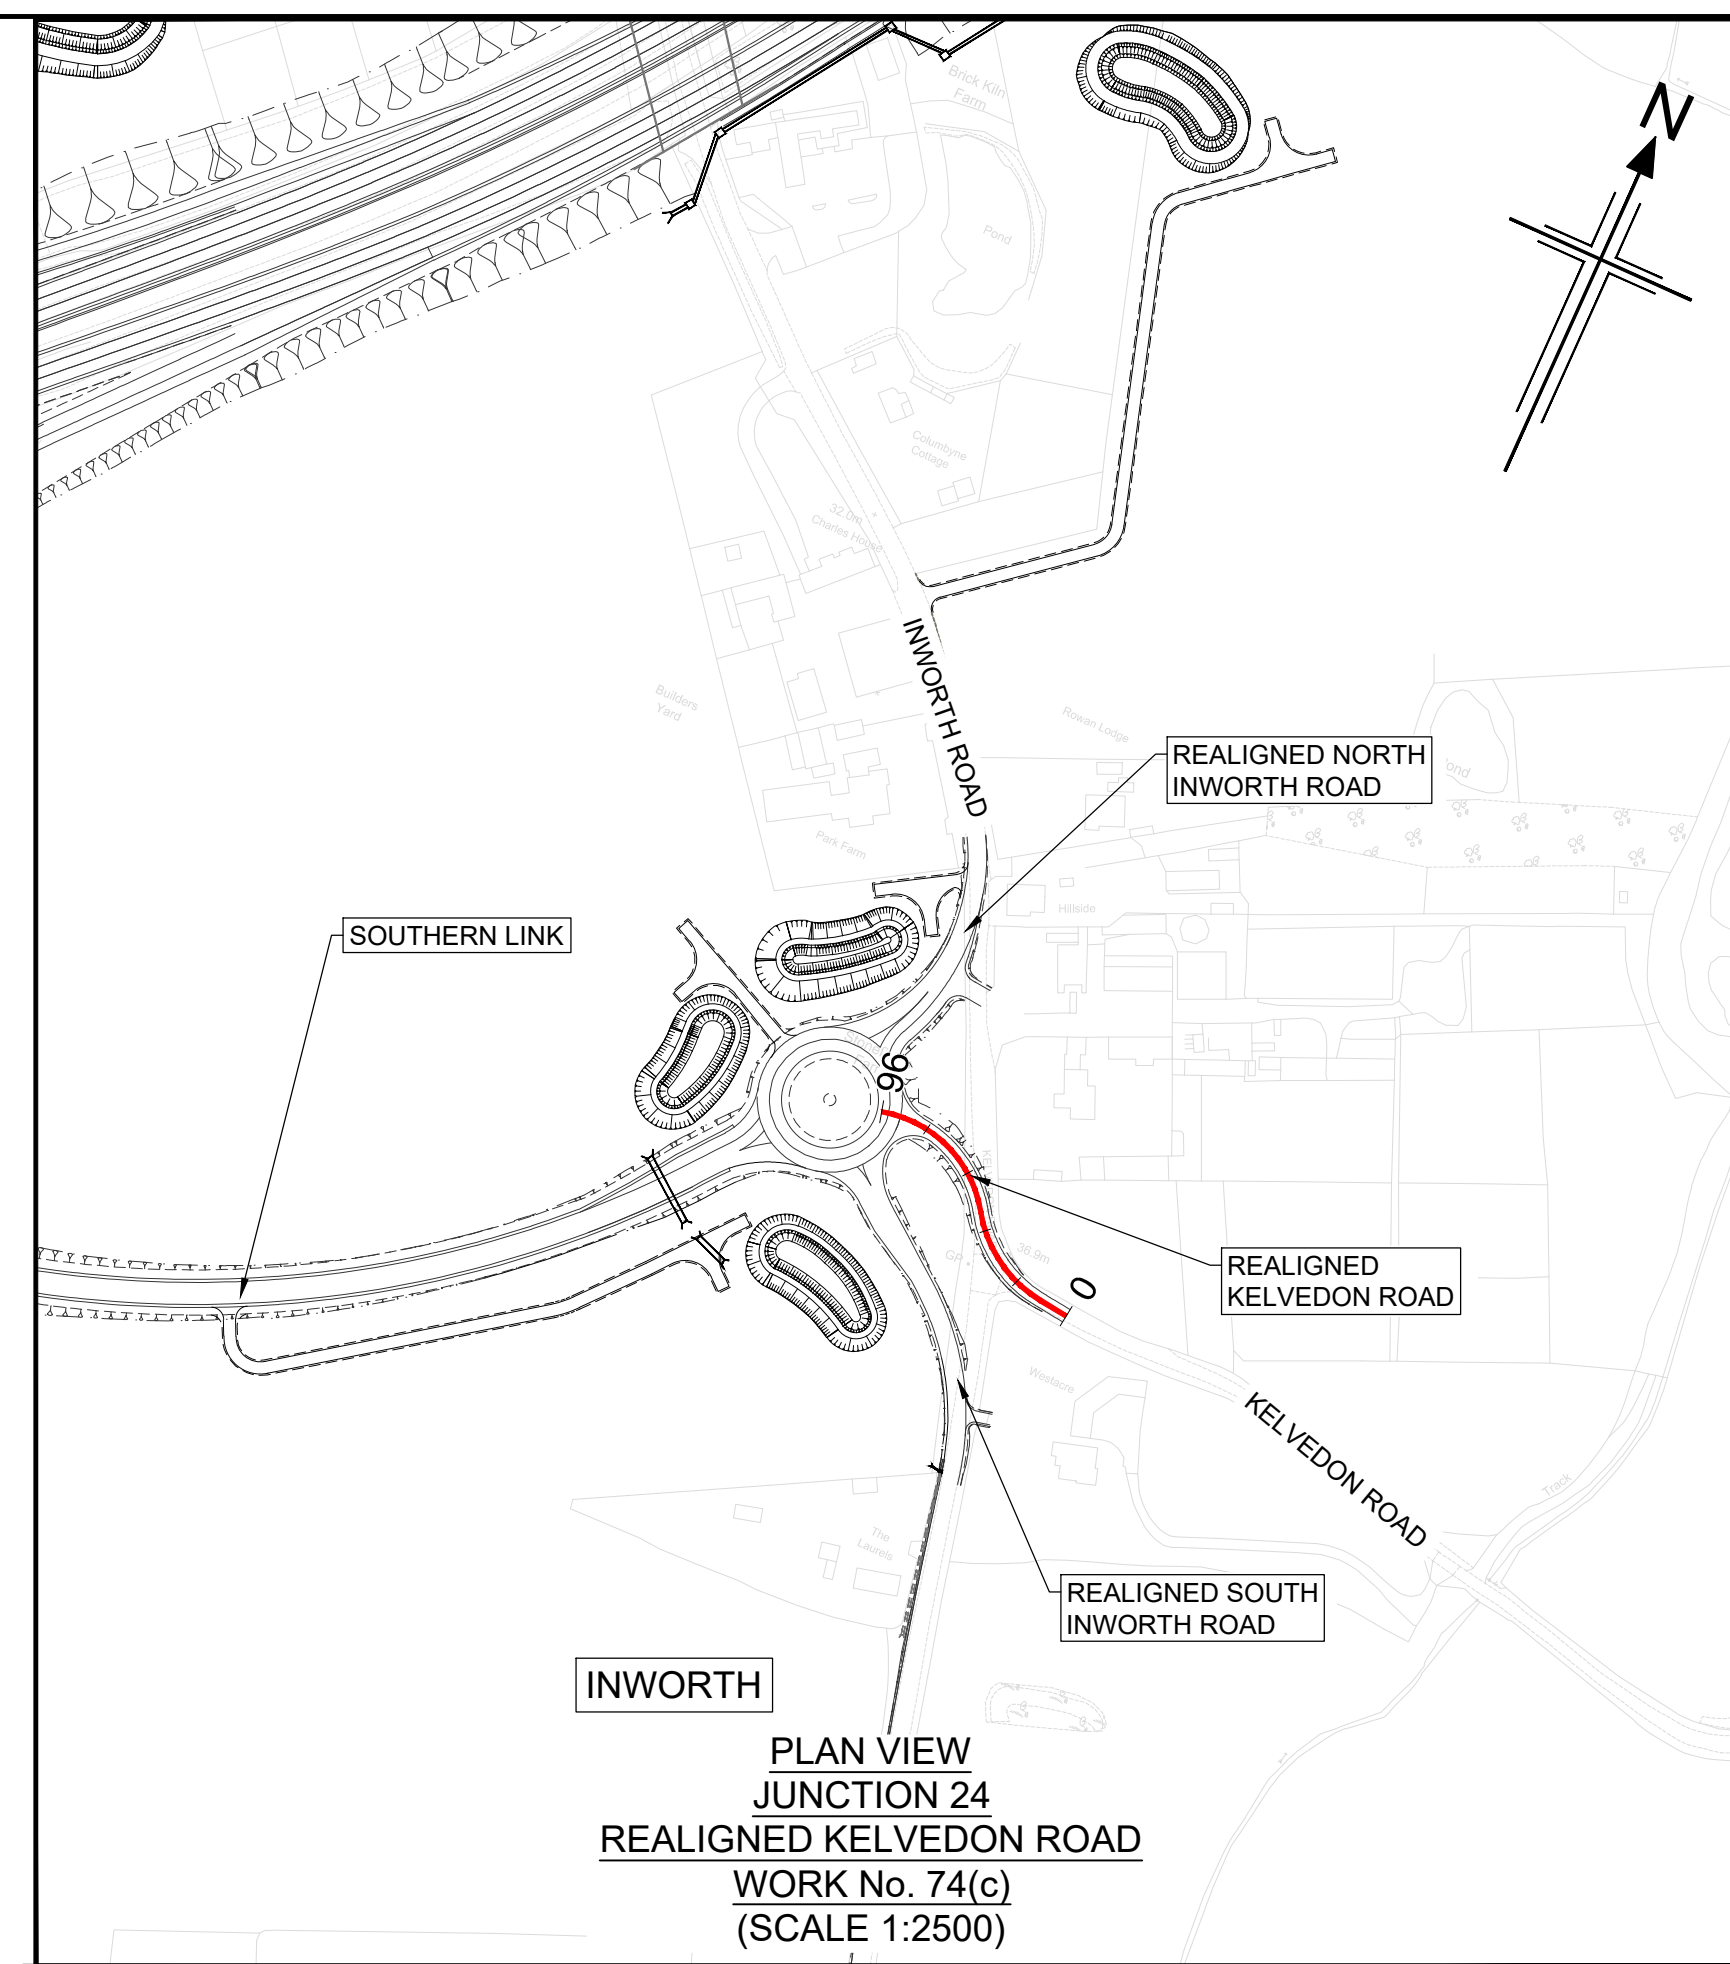 Brick Kiln
Farm
N
Pond
Columbyne
Cottage
32.0m
Charles House
INWORTH ROAD
Builders
Yard
Rowan Lodge
REALIGNED NORTH
INWORTH ROAD
ond
Park Farm
Hillside
SOUTHERN LINK
96
36.9m
GP
0
REALIGNED
KELVEDON ROAD
Westacre
KELVEDON ROAD
Track
The
Laurels
REALIGNED SOUTH
INWORTH ROAD
INWORTH
PLAN VIEW
JUNCTION 24
REALIGNED KELVEDON ROAD
WORK No. 74(c)
(SCALE 1:2500)